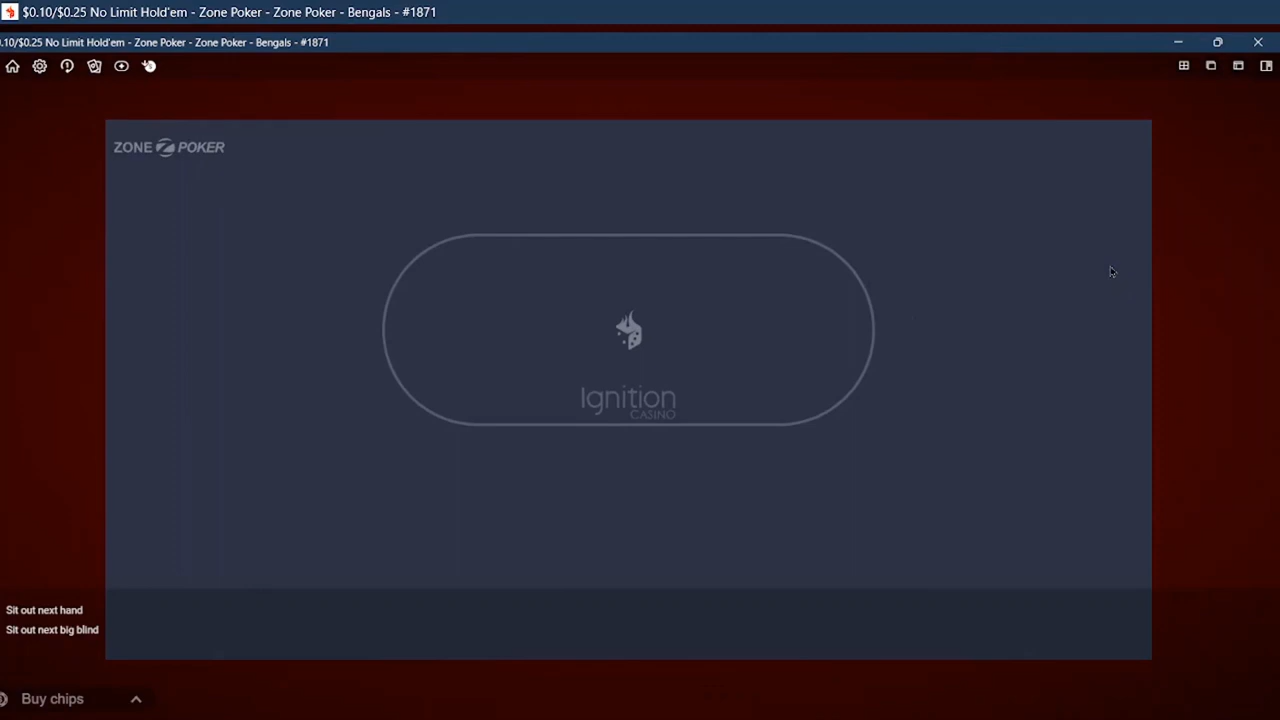 $0.10/$0.25 No Limit Hold'em - Zone Poker - Zone Poker - Bengals - #1871
.10/$0.25 No Limit Hold'em - Zone Poker - Zone Poker - Bengals - #1871
ZONE POKER
Ignition
CASINO
Sit out next hand
Sit out next big blind
Buy chips